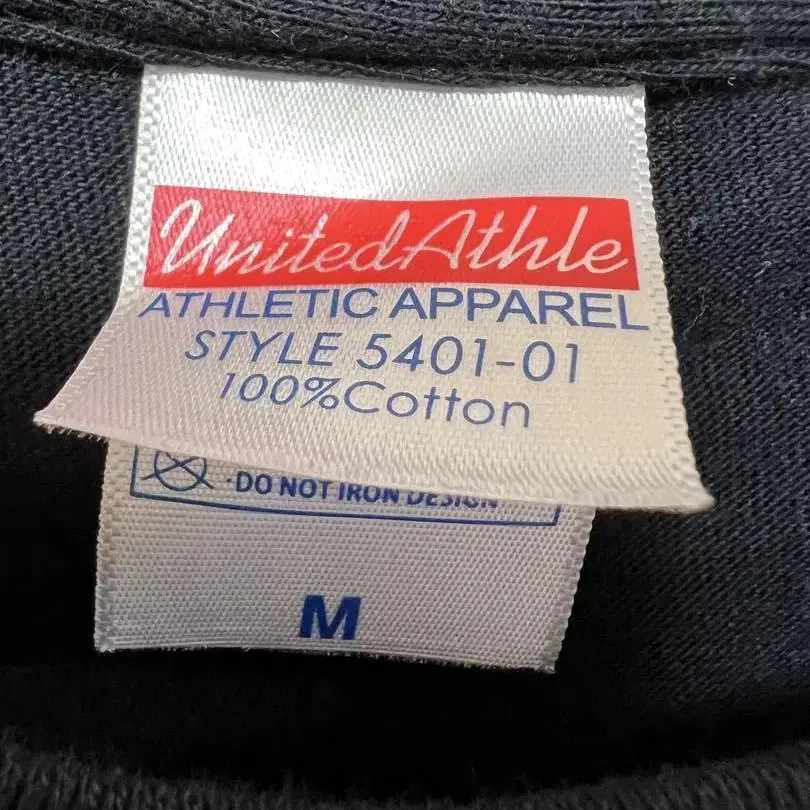 UnitedAthle
ATHLETIC APPAREL
STYLE 5401-01
100%Cotton
·DO NOT IRON DESIGN
M